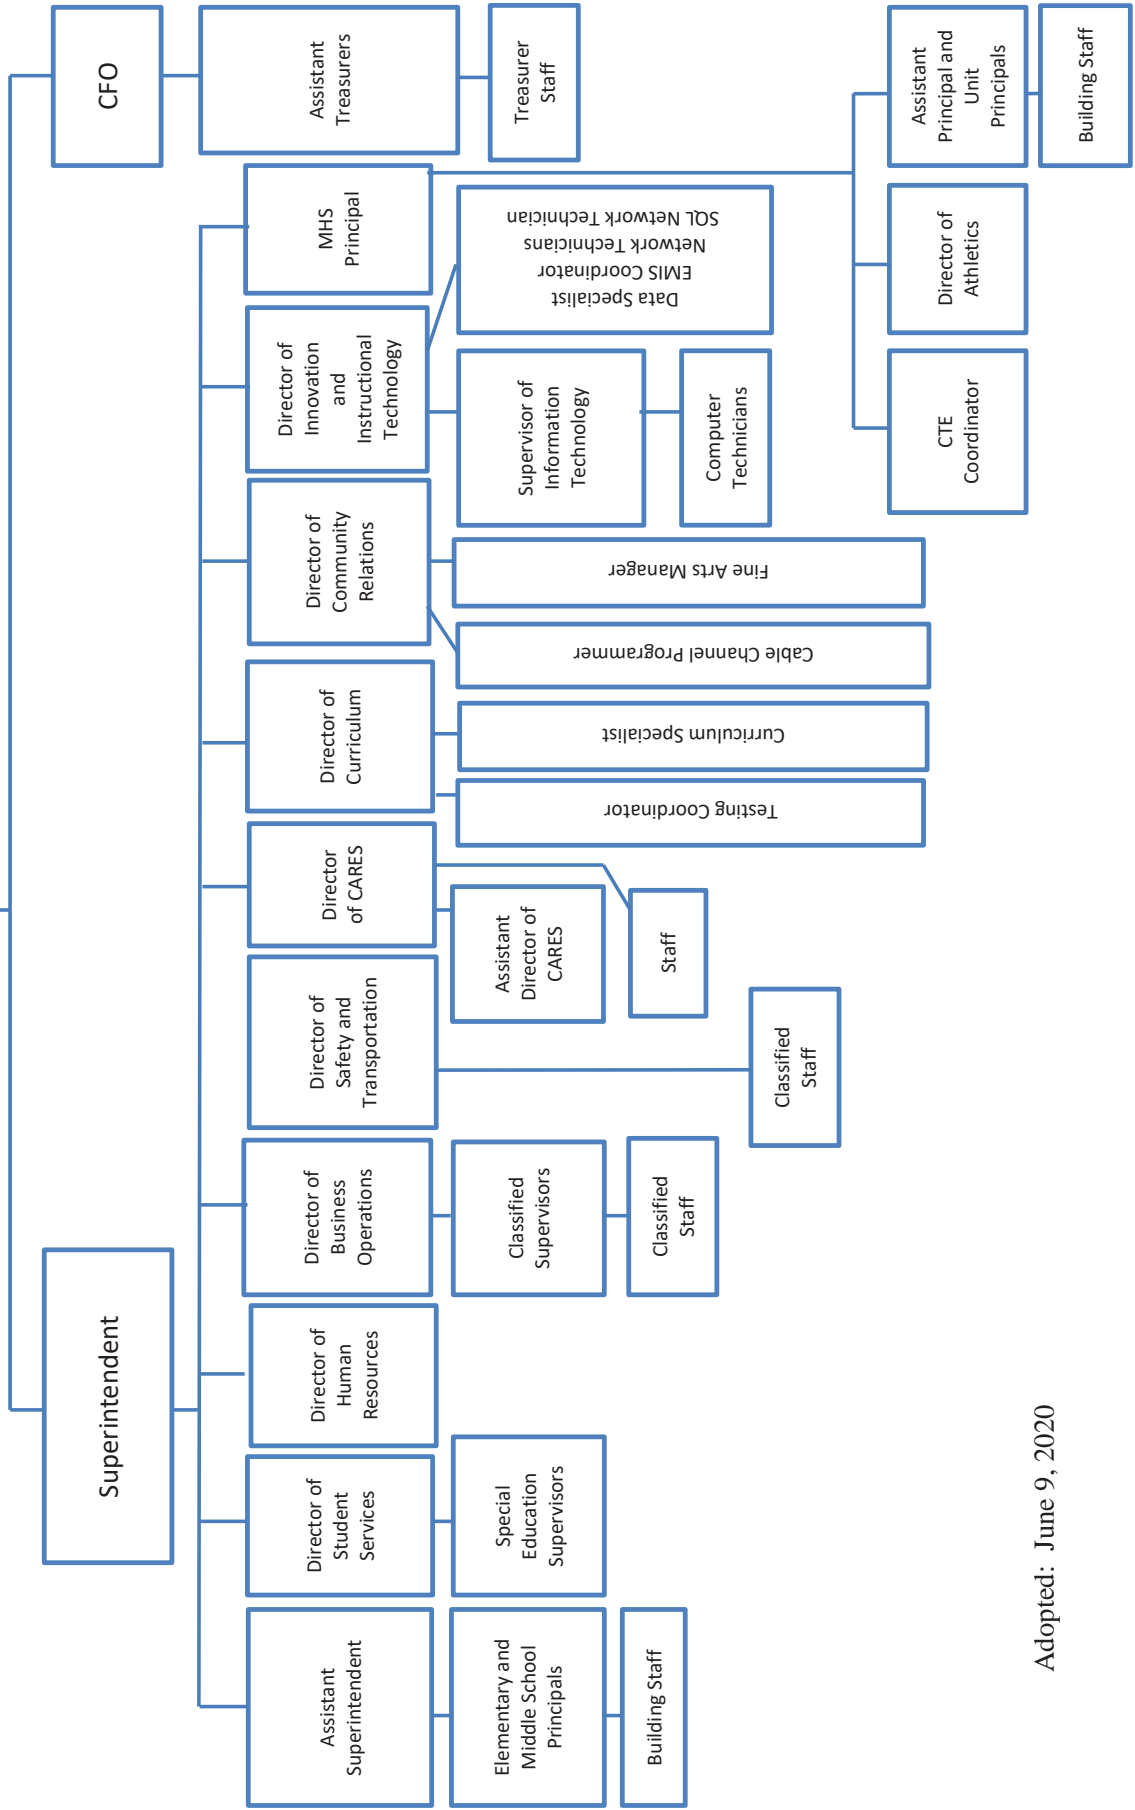 Superintendent
CFO
Assistant
Superintendent
Director of
Student
Services
Director of
Human
Resources
Director of
Business
Operations
Director of
Safety and
Transportation
Director
of CARES
Director of
Curriculum
Director of
Community
Relations
Director of
Innovation
and
Instructional
Technology
MHS
Principal
Assistant
Treasurers
Elementary and
Middle School
Principals
Special
Education
Supervisors
Classified
Supervisors
Assistant
Director of
CARES
Testing Coordinator
Curriculum Specialist
Cable Channel Programmer
Fine Arts Manager
Supervisor of
Information
Technology
Data Specialist
EMIS Coordinator
Network Technicians
SQL Network Technician
Treasurer
Staff
Building Staff
Classified
Staff
Classified
Staff
Staff
Computer
Technicians
CTE
Coordinator
Director of
Athletics
Assistant
Principal and
Unit
Principals
Building Staff
Adopted: June 9, 2020